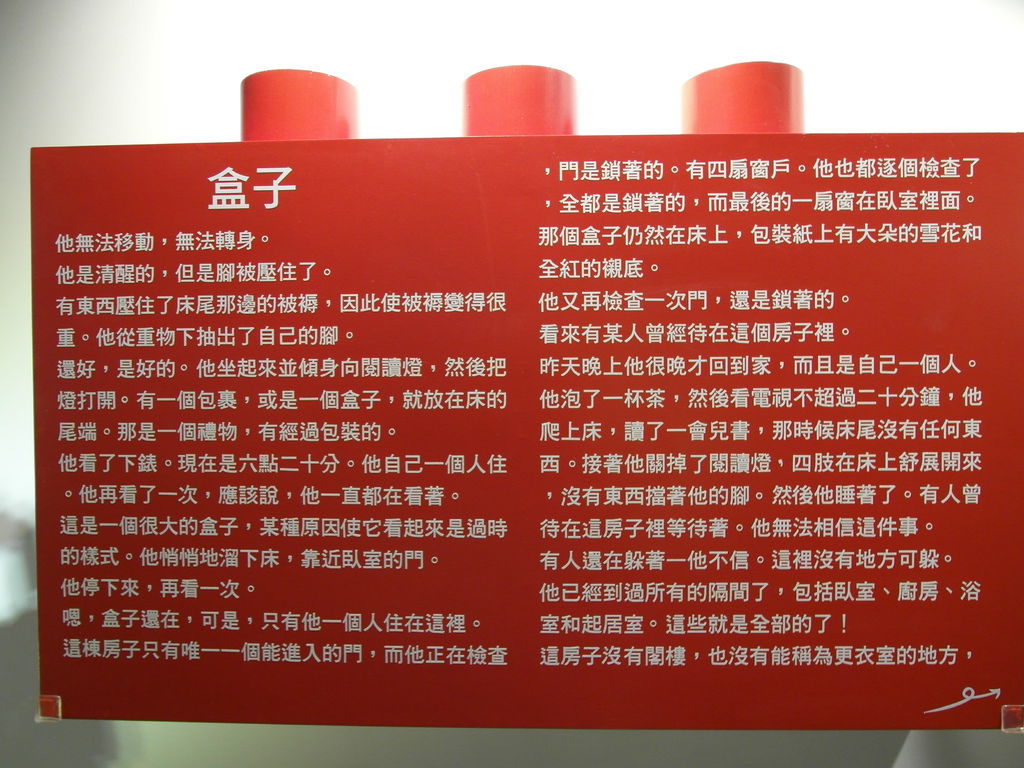 盒子
他無法移動，無法轉身。
他是清醒的，但是腳被壓住了。
有東西壓住了床尾那邊的被褥，因此使被褥變得很
重。他從重物下抽出了自己的腳。
還好，是好的。他坐起來並傾身向閱讀燈，然後把
燈打開。有一個包裹，或是一個盒子，就放在床的
尾端。那是一個禮物，有經過包裝的。
他看了下錶。現在是六點二十分。他自己一個人住
。他再看了一次，應該說，他一直都在看著。
這是一個很大的盒子，某種原因使它看起來是過時
的樣式。他悄悄地溜下床，靠近臥室的門。
他停下來，再看一次。
嗯，盒子還在，可是，只有他一個人住在這裡。
這棟房子只有唯一一個能進入的門，而他正在檢查
，門是鎖著的。有四扇窗戶。他也都逐個檢查了
，全都是鎖著的，而最後的一扇窗在臥室裡面。
那個盒子仍然在床上，包裝紙上有大朵的雪花和
全紅的襯底。
他又再檢查一次門，還是鎖著的。
看來有某人曾經待在這個房子裡。
昨天晚上他很晚才回到家，而且是自己一個人。
他泡了一杯茶，然後看電視不超過二十分鐘，他
爬上床，讀了一會兒書，那時候床尾沒有任何東
西。接著他關掉了閱讀燈，四肢在床上舒展開來
，沒有東西擋著他的腳。然後他睡著了。有人曾
待在這房子裡等待著。他無法相信這件事。
有人還在躲著一他不信。這裡沒有地方可躲。
他已經到過所有的隔間了，包括臥室、廚房、浴
室和起居室。這些就是全部的了！
這房子沒有閣樓，也沒有能稱為更衣室的地方，